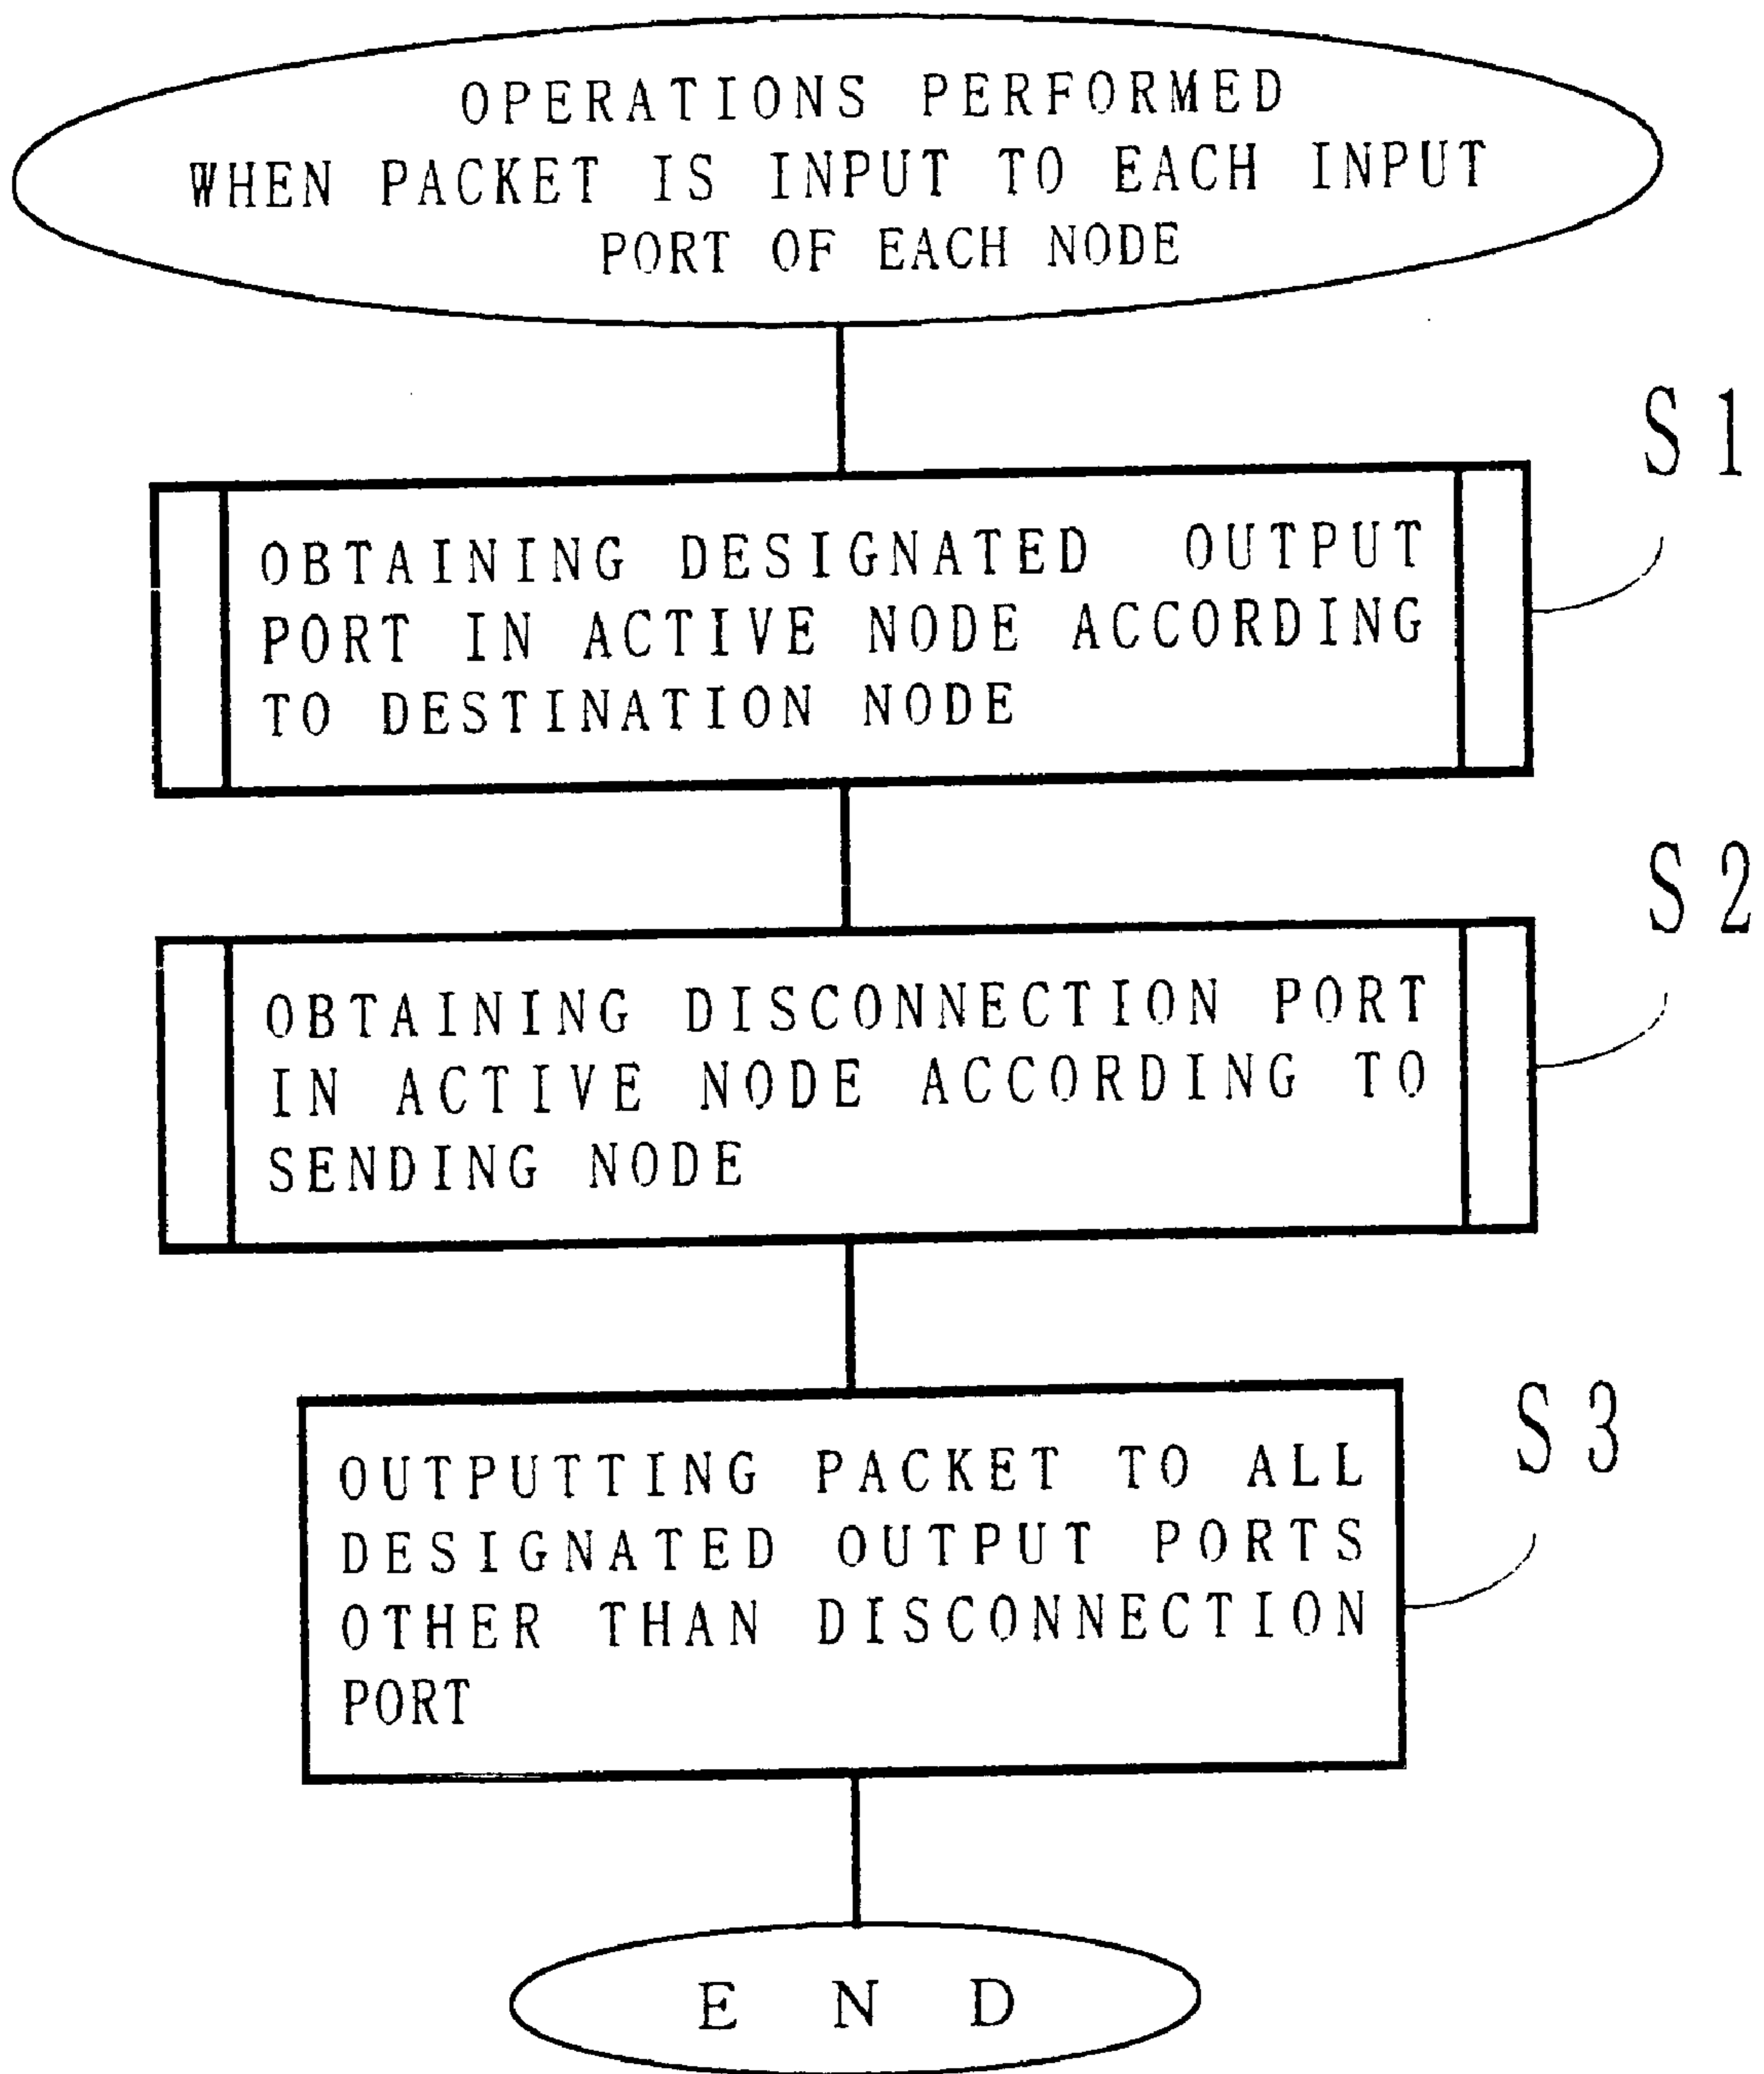 OPERATIONS PERFORMED
WHEN PACKET IS INPUT TO EACH INPUT
PORT OF EACH NODE
S1
OBTAINING DESIGNATED OUTPUT
PORT IN ACTIVE NODE ACCORDING
TO DESTINATION NODE
S2
OBTAINING DISCONNECTION PORT
IN ACTIVE NODE ACCORDING TO
SENDING NODE
S3
OUTPUTTING PACKET TO ALL
DESIGNATED OUTPUT PORTS
OTHER THAN DISCONNECTION
PORT
END